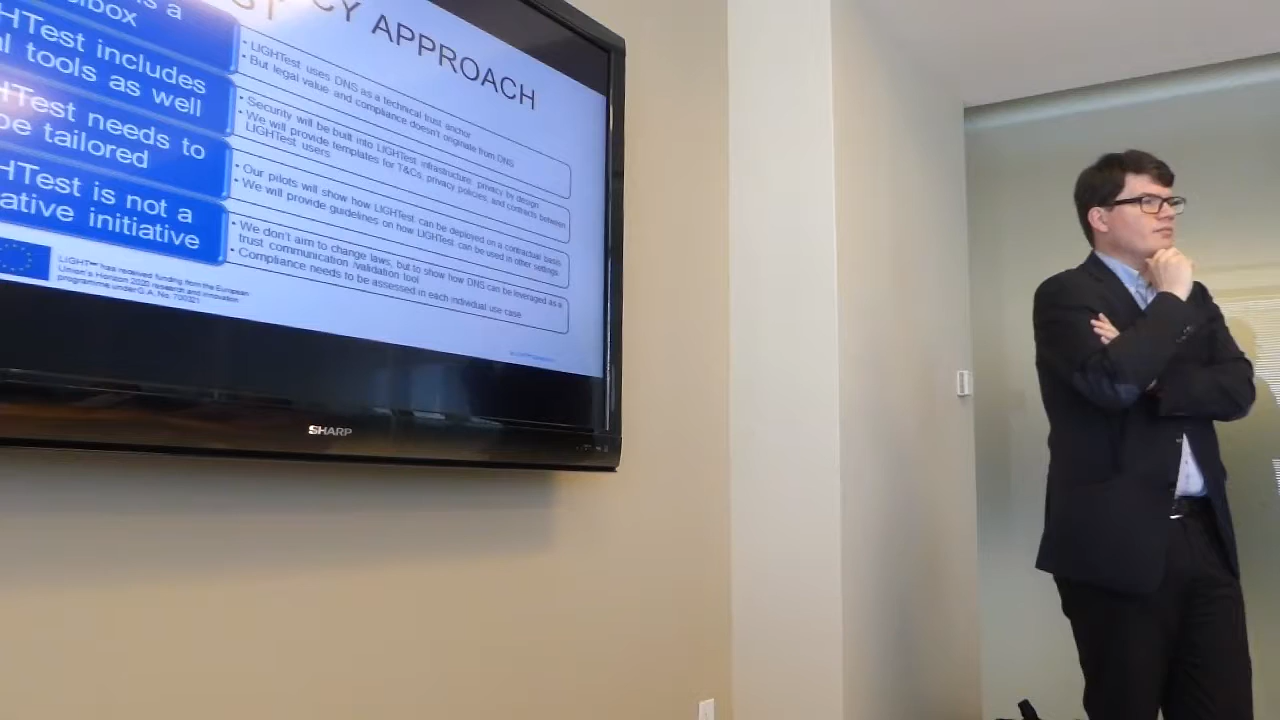 CY APPROACH
s a
lbox
HTest includes
l tools as well
HTest needs to
be tailored
HTest is not a
ative initiative
• LIGHTest uses DNS as a technical trust anchor
• But legal value and compliance doesn't originate from DNS
• Security will be built into LIGHTest infrastructure, privacy by design
• We will provide templates for T&Cs, privacy policies, and contracts between
LIGHTest users
• Our pilots will show how LIGHTest can be deployed on a contractual basis
• We will provide guidelines on how LIGHTest can be used in other settings
• We don't aim to change laws, but to show how DNS can be leveraged as a
trust communication /validation tool
• Compliance needs to be assessed in each individual use case
LIGHTest has received funding from the European
Union's Horizon 2020 research and innovation
programme under G.A. No. 700321
SHARP